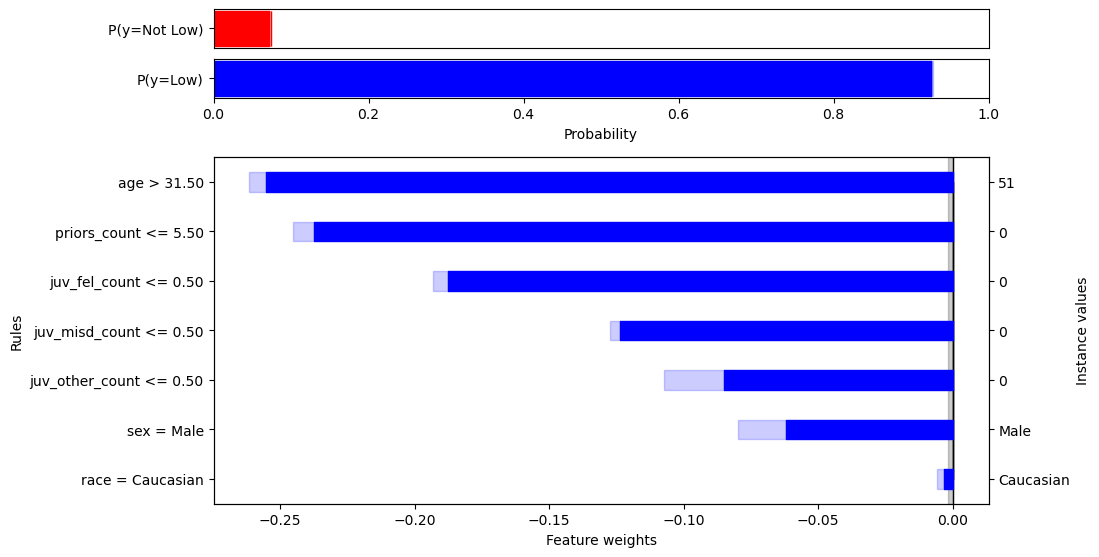 P(y=Not Low)
P(y=Low)
0.0 0.2 0.4 0.6 0.8 1.0
Probability
age > 31.50 51
priors_count <= 5.50 0
juv_fel_count <= 0.50 0
juv_misd_count <= 0.50 0
juv_other_count <= 0.50 0
sex = Male Male
race = Caucasian Caucasian
Rules
Instance values
−0.25 −0.20 −0.15 −0.10 −0.05 0.00
Feature weights